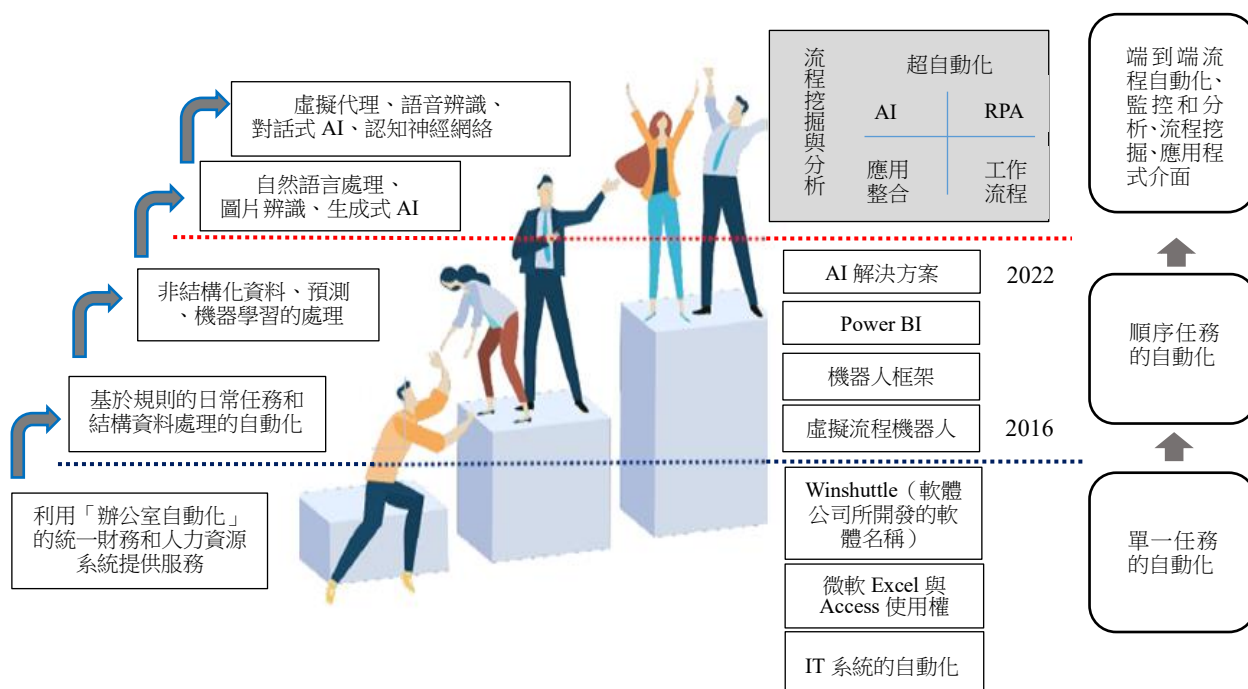 虛擬代理、語音辨識、
對話式 AI、認知神經網絡
自然語言處理、
圖片辨識、生成式 AI
非結構化資料、預測
、機器學習的處理
基於規則的日常任務和
結構資料處理的自動化
利用「辦公室自動化」
的統一財務和人力資源
系統提供服務
流程挖掘與分析
超自動化
AI
RPA
應用
整合
工作
流程
AI 解決方案
2022
Power BI
機器人框架
虛擬流程機器人
2016
Winshuttle（軟體
公司所開發的軟
體名稱）
微軟 Excel 與
Access 使用權
IT 系統的自動化
端到端流
程自動化、
監控和分
析、流程挖
掘、應用程
式介面
順序任務
的自動化
單一任務
的自動化